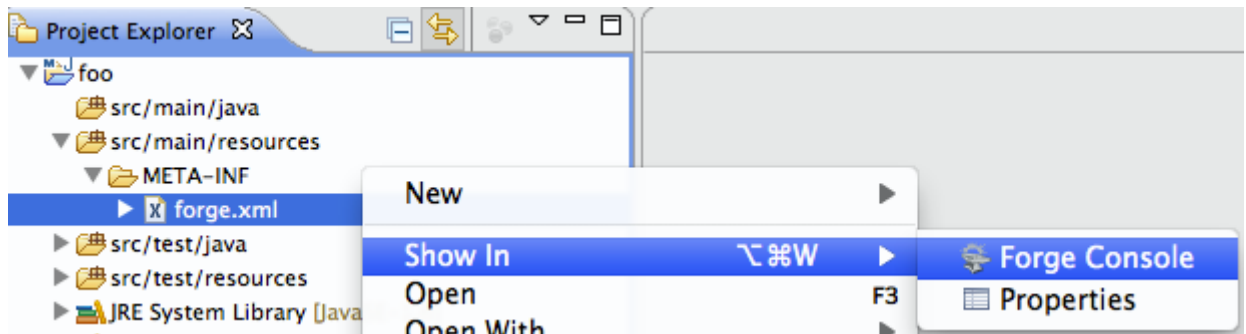 Project Explorer
foo
src/main/java
src/main/resources
META-INF
forge.xml
src/test/java
src/test/resources
JRE System Library [Java
New
Show In ⌥⌘W
Open F3
Open With
Forge Console
Properties